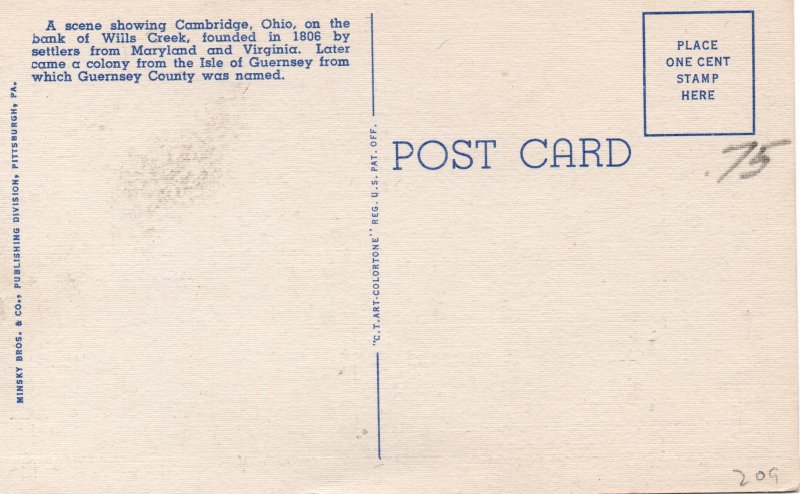 A scene showing Cambridge, Ohio, on the
bank of Wills Creek, founded in 1806 by
settlers from Maryland and Virginia. Later
came a colony from the Isle of Guernsey from
which Guernsey County was named.
MINSKY BROS. & CO., PUBLISHING DIVISION, PITTSBURGH, PA.
"C.T. ART-COLORTONE" REG. U.S. PAT. OFF.
POST CARD
PLACE
ONE CENT
STAMP
HERE
.75